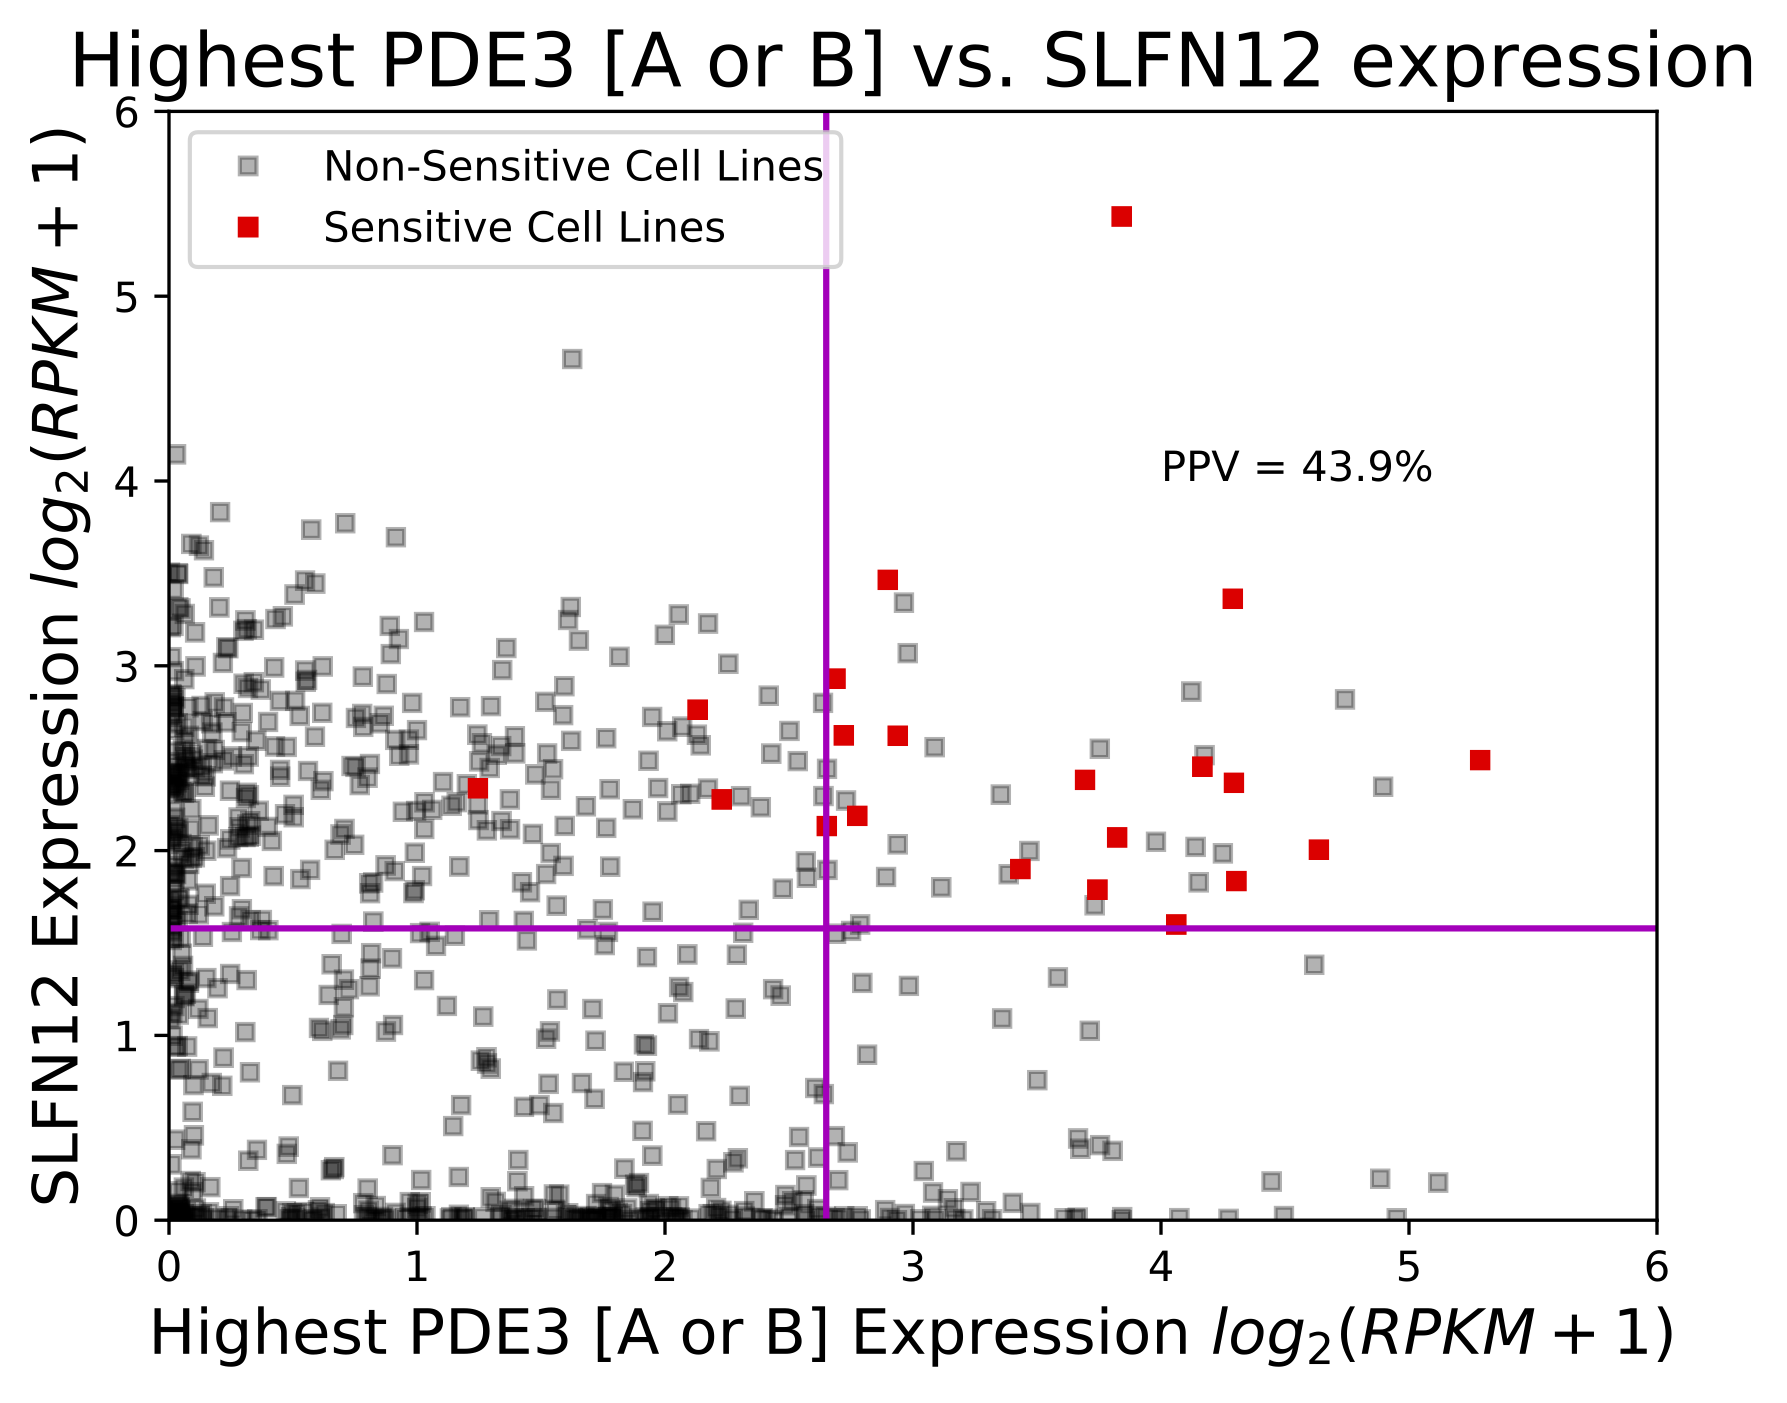 Highest PDE3 [A or B] vs. SLFN12 expression
6
5
4
3
2
1
0
SLFN12 Expression log₂(RPKM + 1)
Non-Sensitive Cell Lines
Sensitive Cell Lines
PPV = 43.9%
0 1 2 3 4 5 6
Highest PDE3 [A or B] Expression log₂(RPKM + 1)